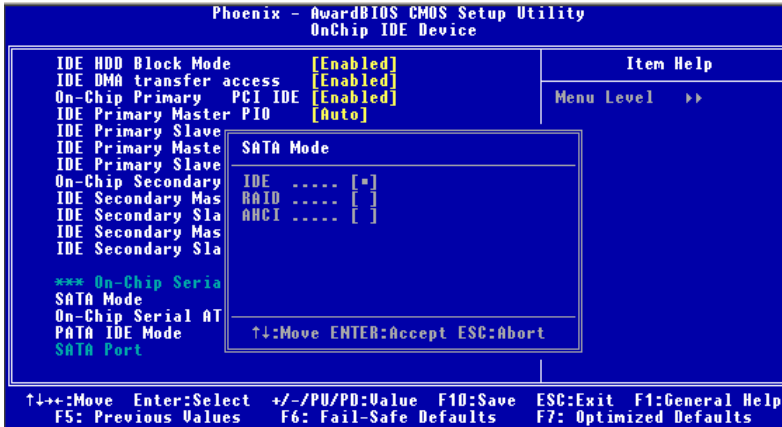 Phoenix - AwardBIOS CMOS Setup Utility
OnChip IDE Device
IDE HDD Block Mode [Enabled]
IDE DMA transfer access [Enabled]
On-Chip Primary PCI IDE [Enabled]
IDE Primary Master PIO [Auto]
IDE Primary Slave
IDE Primary Maste
IDE Primary Slave
On-Chip Secondary
IDE Secondary Mas
IDE Secondary Sla
IDE Secondary Mas
IDE Secondary Sla
*** On-Chip Seria
SATA Mode
On-Chip Serial AT
PATA IDE Mode
SATA Port
SATA Mode
IDE ..... [▪]
RAID ..... [ ]
AHCI ..... [ ]
↑↓:Move ENTER:Accept ESC:Abort
Item Help
Menu Level ▸▸
↑↓→←:Move Enter:Select +/-/PU/PD:Value F10:Save ESC:Exit F1:General Help
F5: Previous Values F6: Fail-Safe Defaults F7: Optimized Defaults